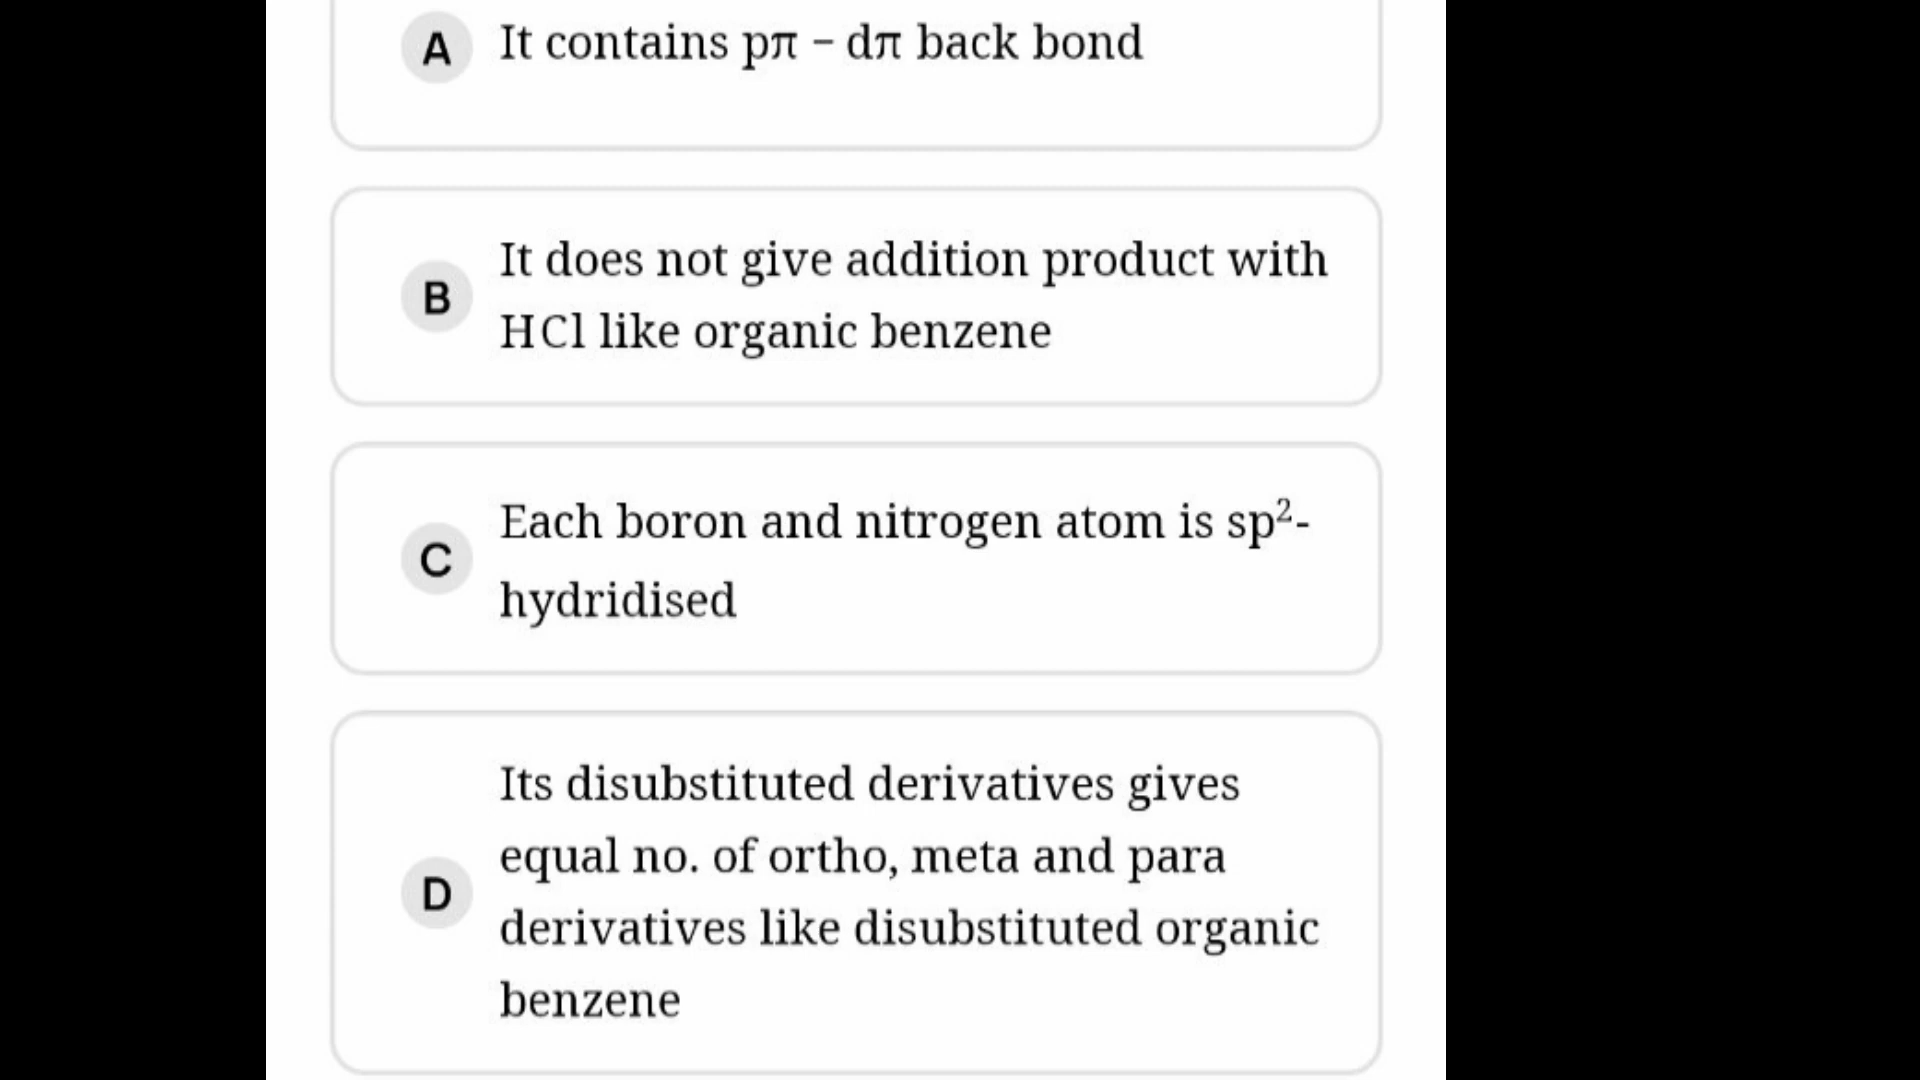 A It contains pπ – dπ back bond
It does not give addition product with
B
HCl like organic benzene
Each boron and nitrogen atom is sp²-
C
hydridised
Its disubstituted derivatives gives
equal no. of ortho, meta and para
D
derivatives like disubstituted organic
benzene